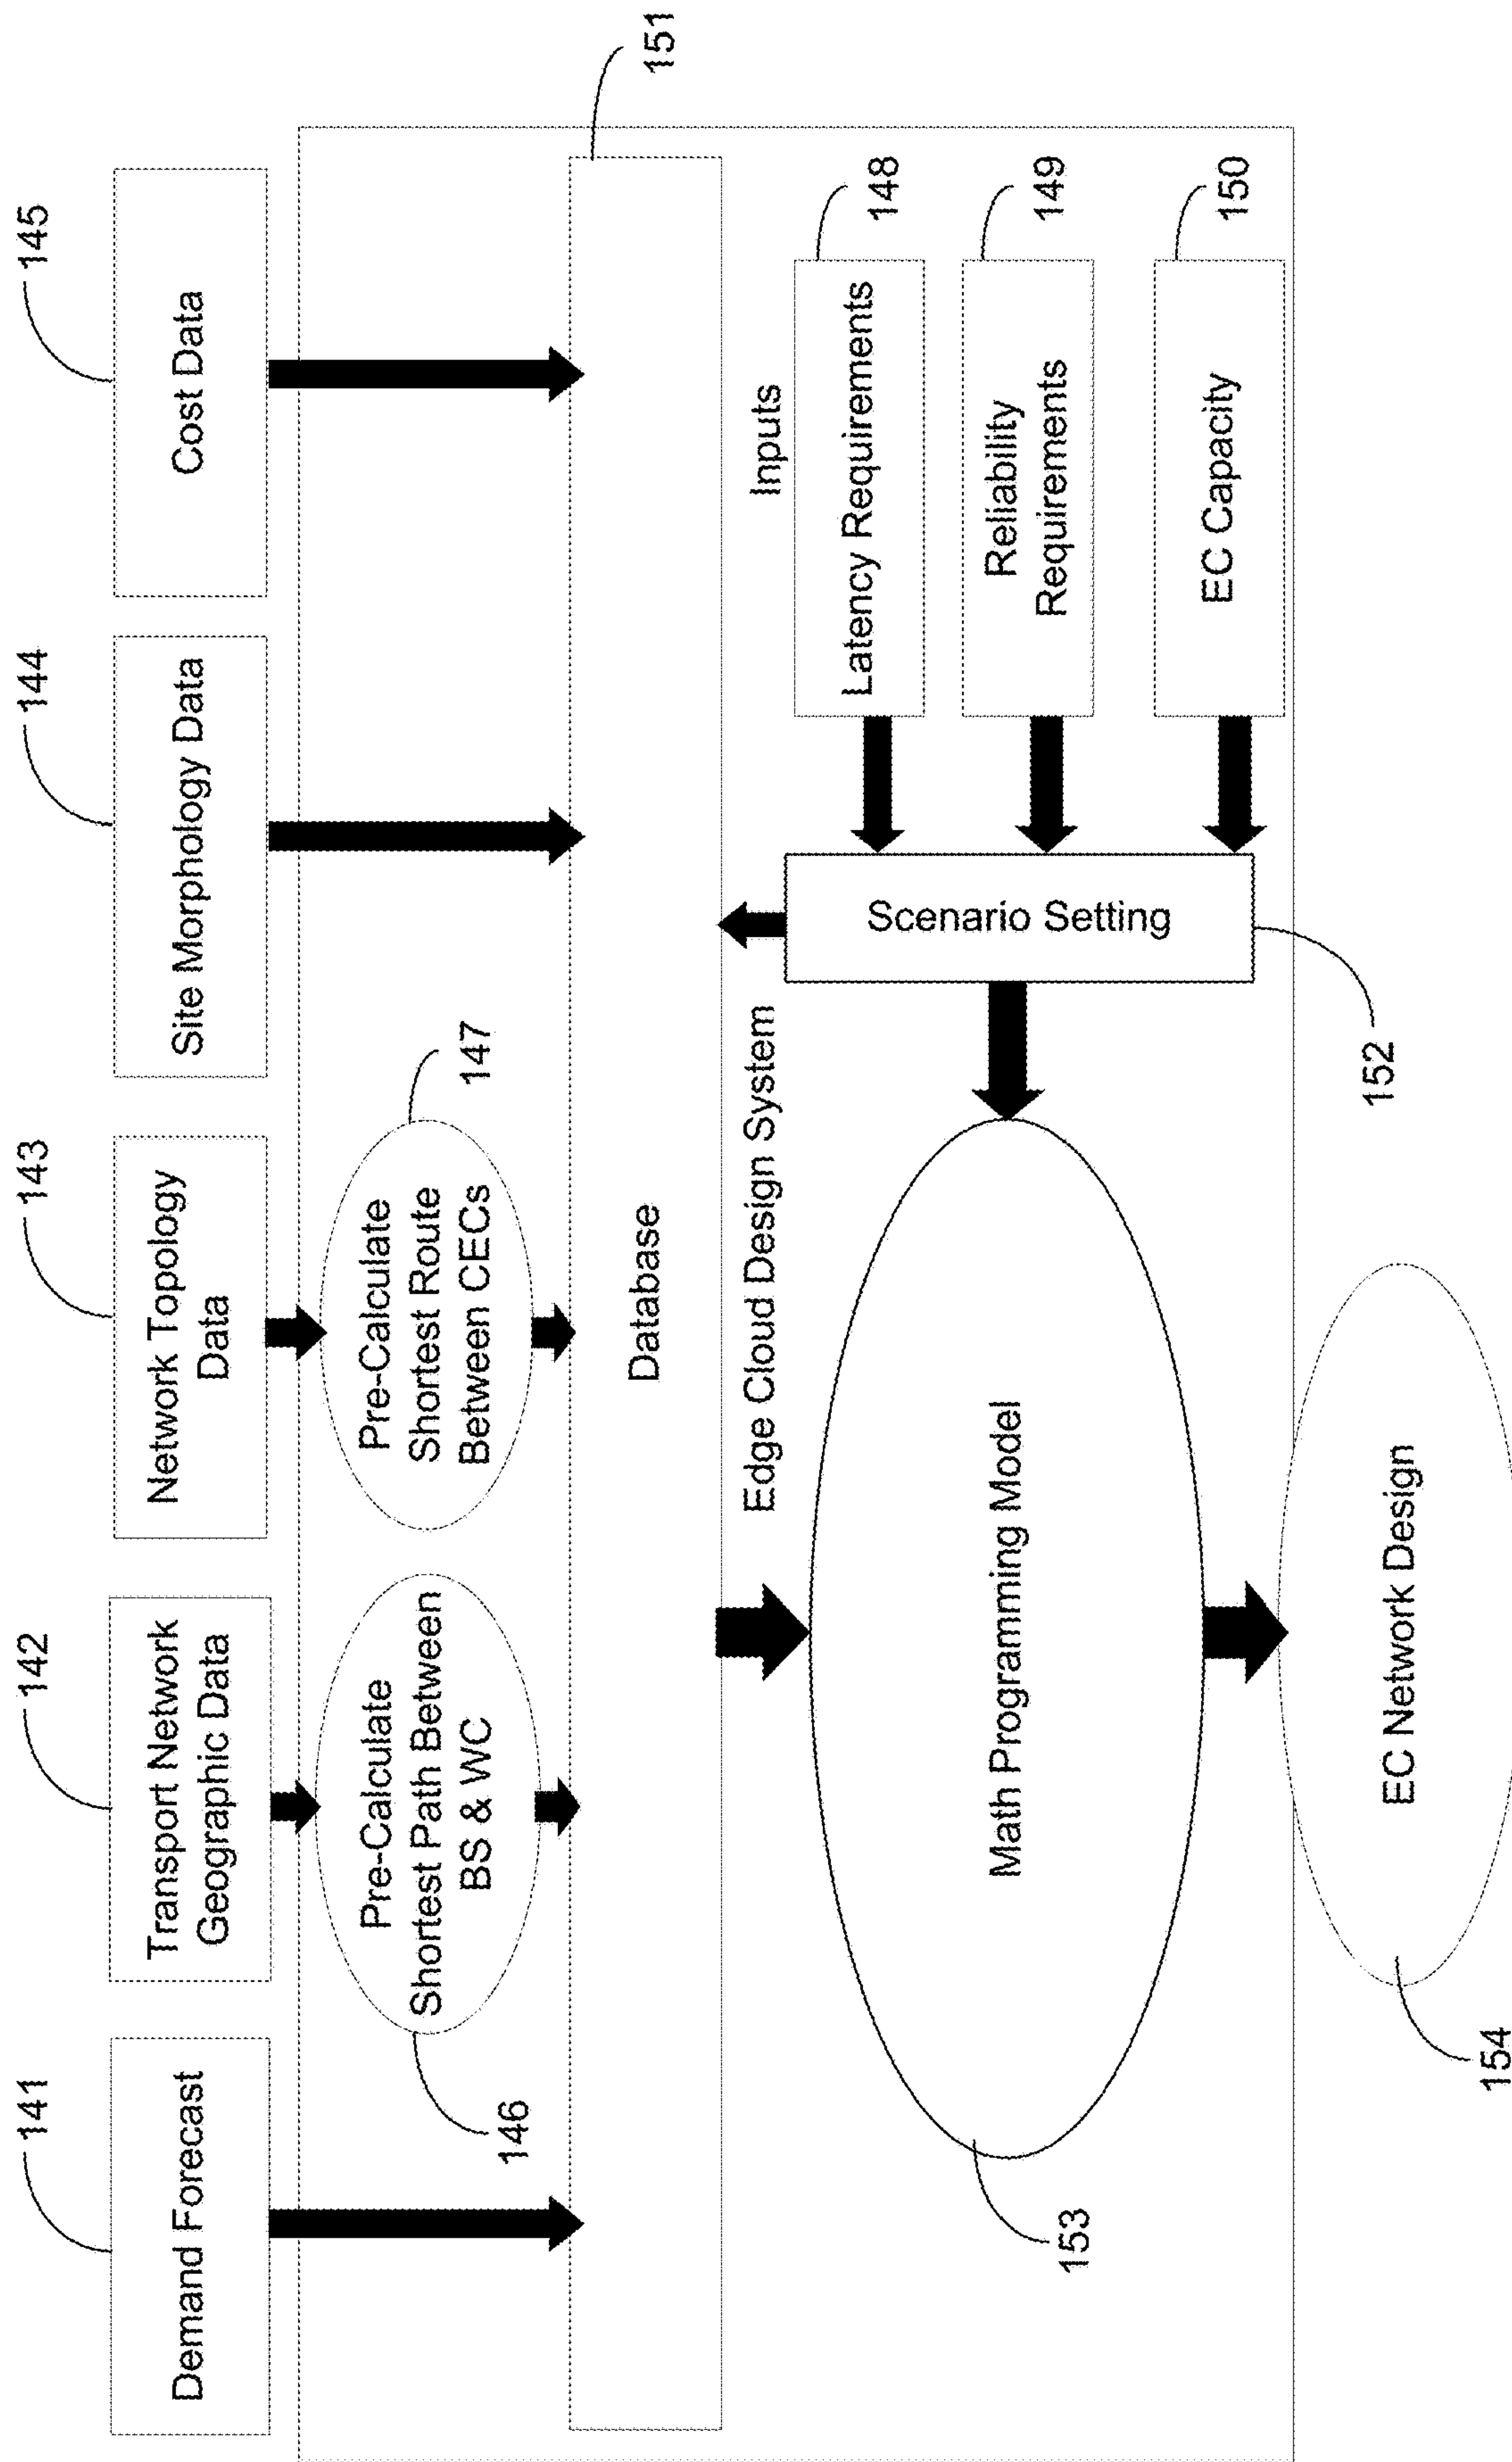 141
142
143
144
145
Demand Forecast
Transport Network
Geographic Data
Network Topology
Data
Site Morphology Data
Cost Data
Pre-Calculate
Shortest Path Between
BS & WC
146
Pre-Calculate
Shortest Route
Between CECs
147
Database
151
Edge Cloud Design System
Inputs
Latency Requirements
148
Reliability
Requirements
149
EC Capacity
150
Scenario Setting
152
Math Programming Model
153
EC Network Design
154